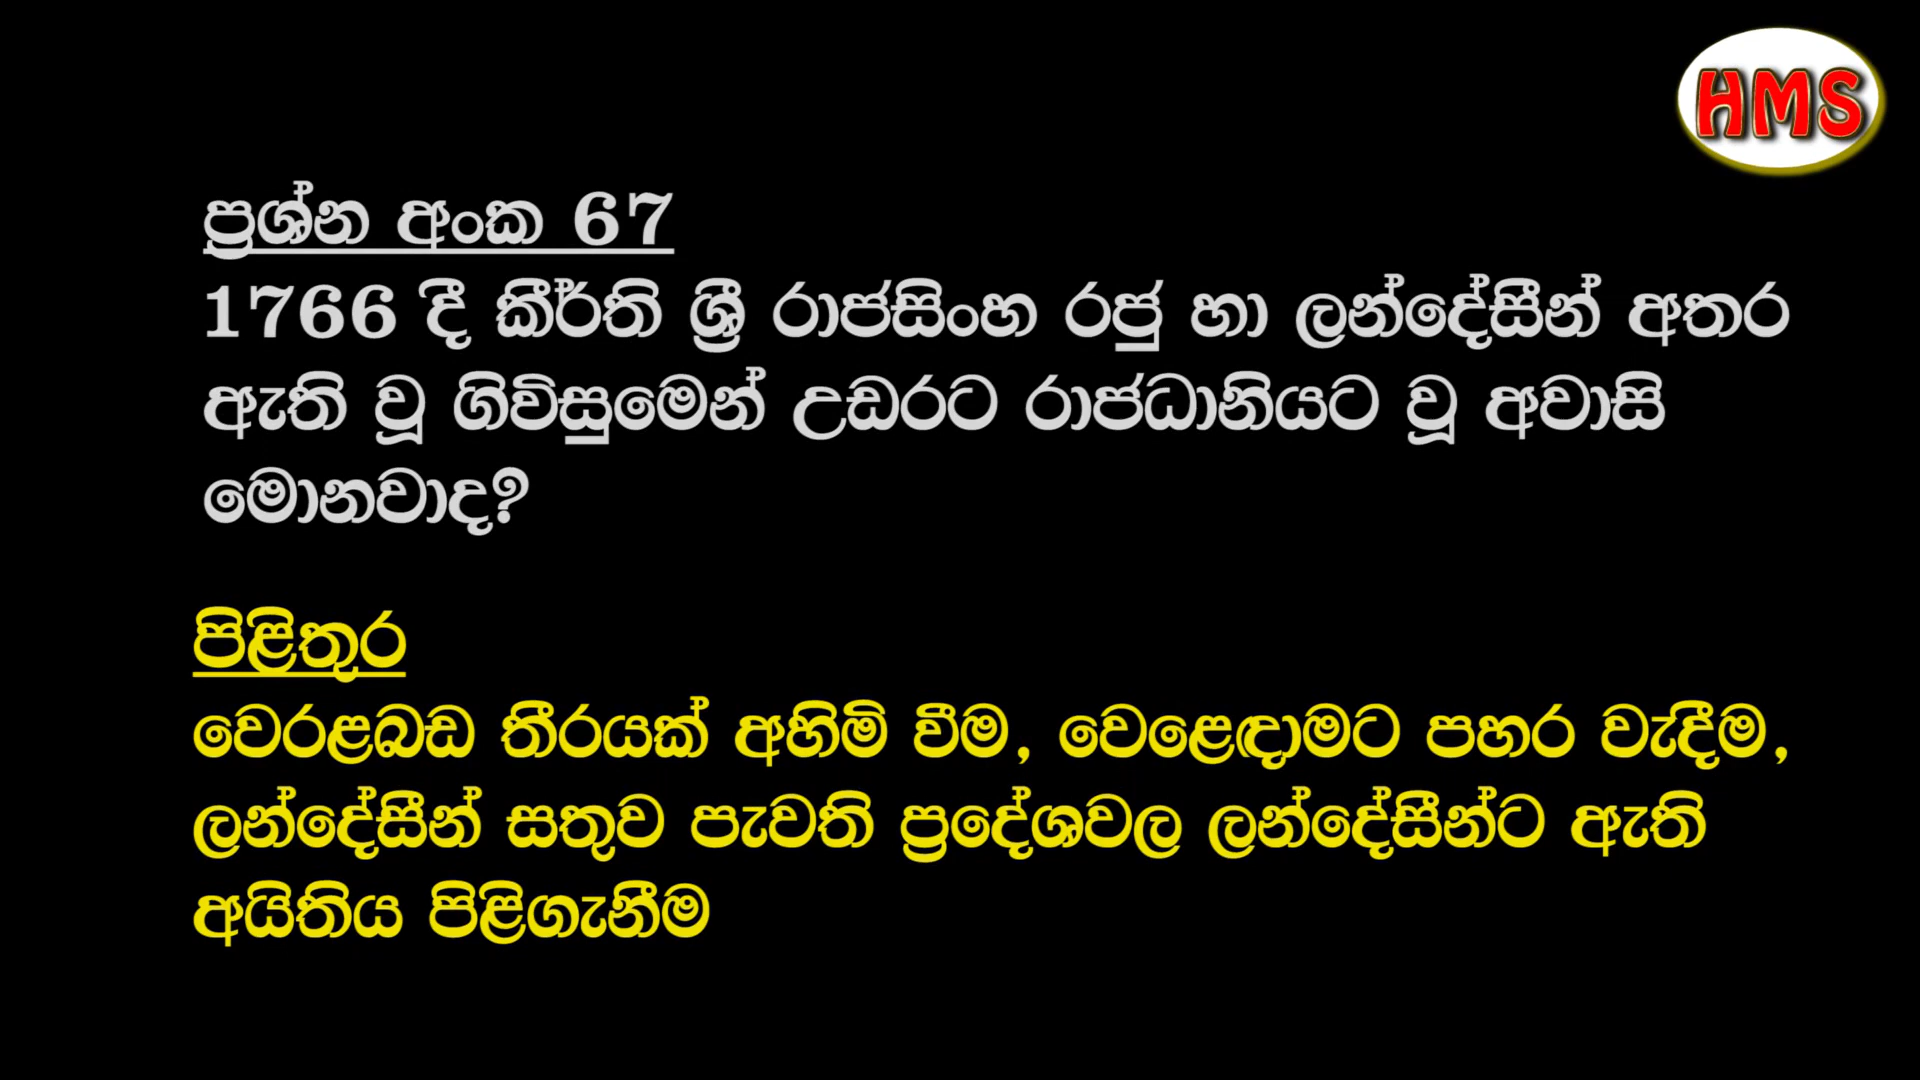 HMS
ප්‍රශ්න අංක 67
1766 දී කීර්ති ශ්‍රී රාජසිංහ රජු හා ලන්දේසීන් අතර
ඇති වූ ගිවිසුමෙන් උඩරට රාජධානියට වූ අවාසි
මොනවාද?
පිළිතුර
වෙරළබඩ තීරයක් අහිමි වීම, වෙළෙඳාමට පහර වැදීම,
ලන්දේසීන් සතුව පැවති ප්‍රදේශවල ලන්දේසීන්ට ඇති
අයිතිය පිළිගැනීම